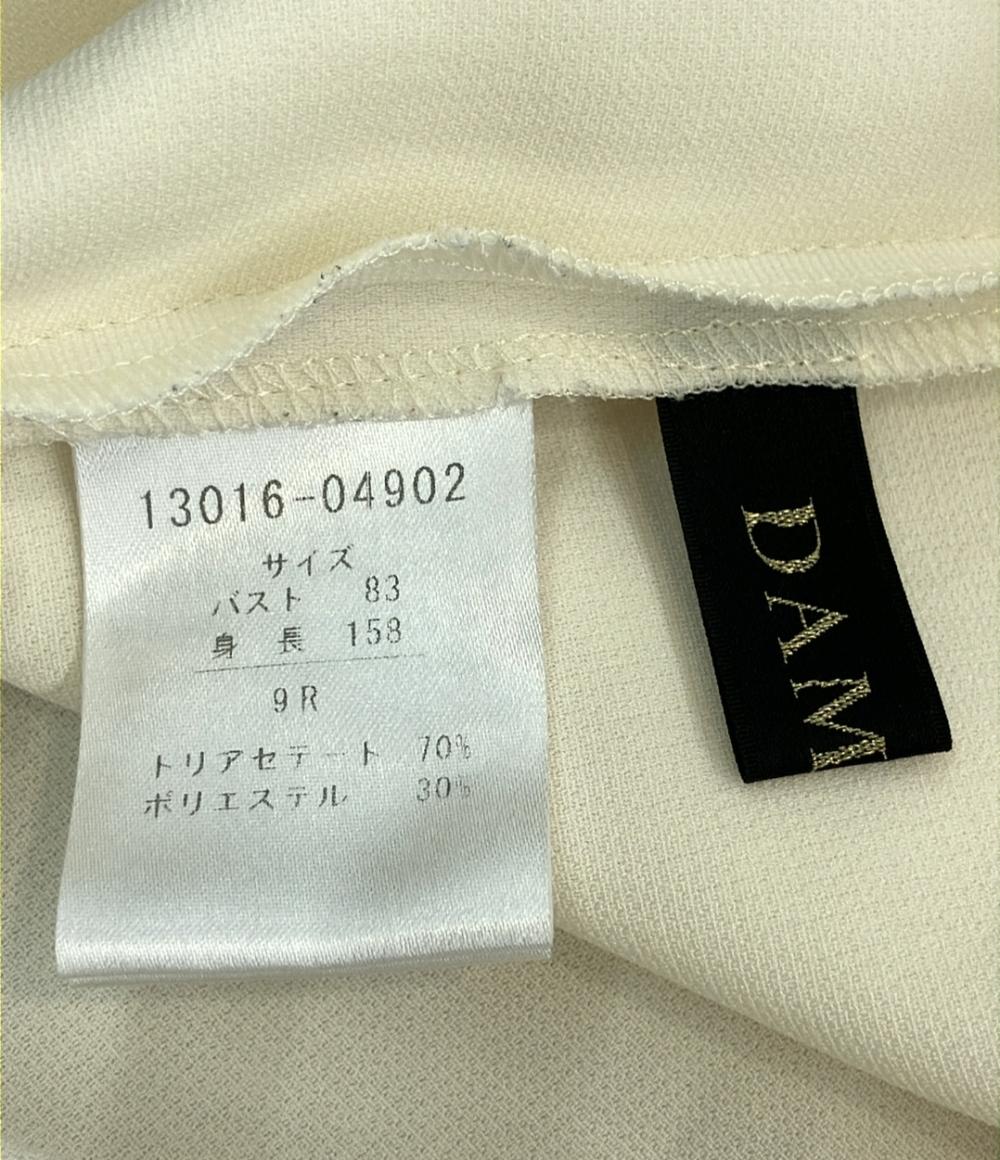 13016-04902
サイズ
バスト 83
身長 158
9R
トリアセテート 70%
ポリエステル 30%
DAM